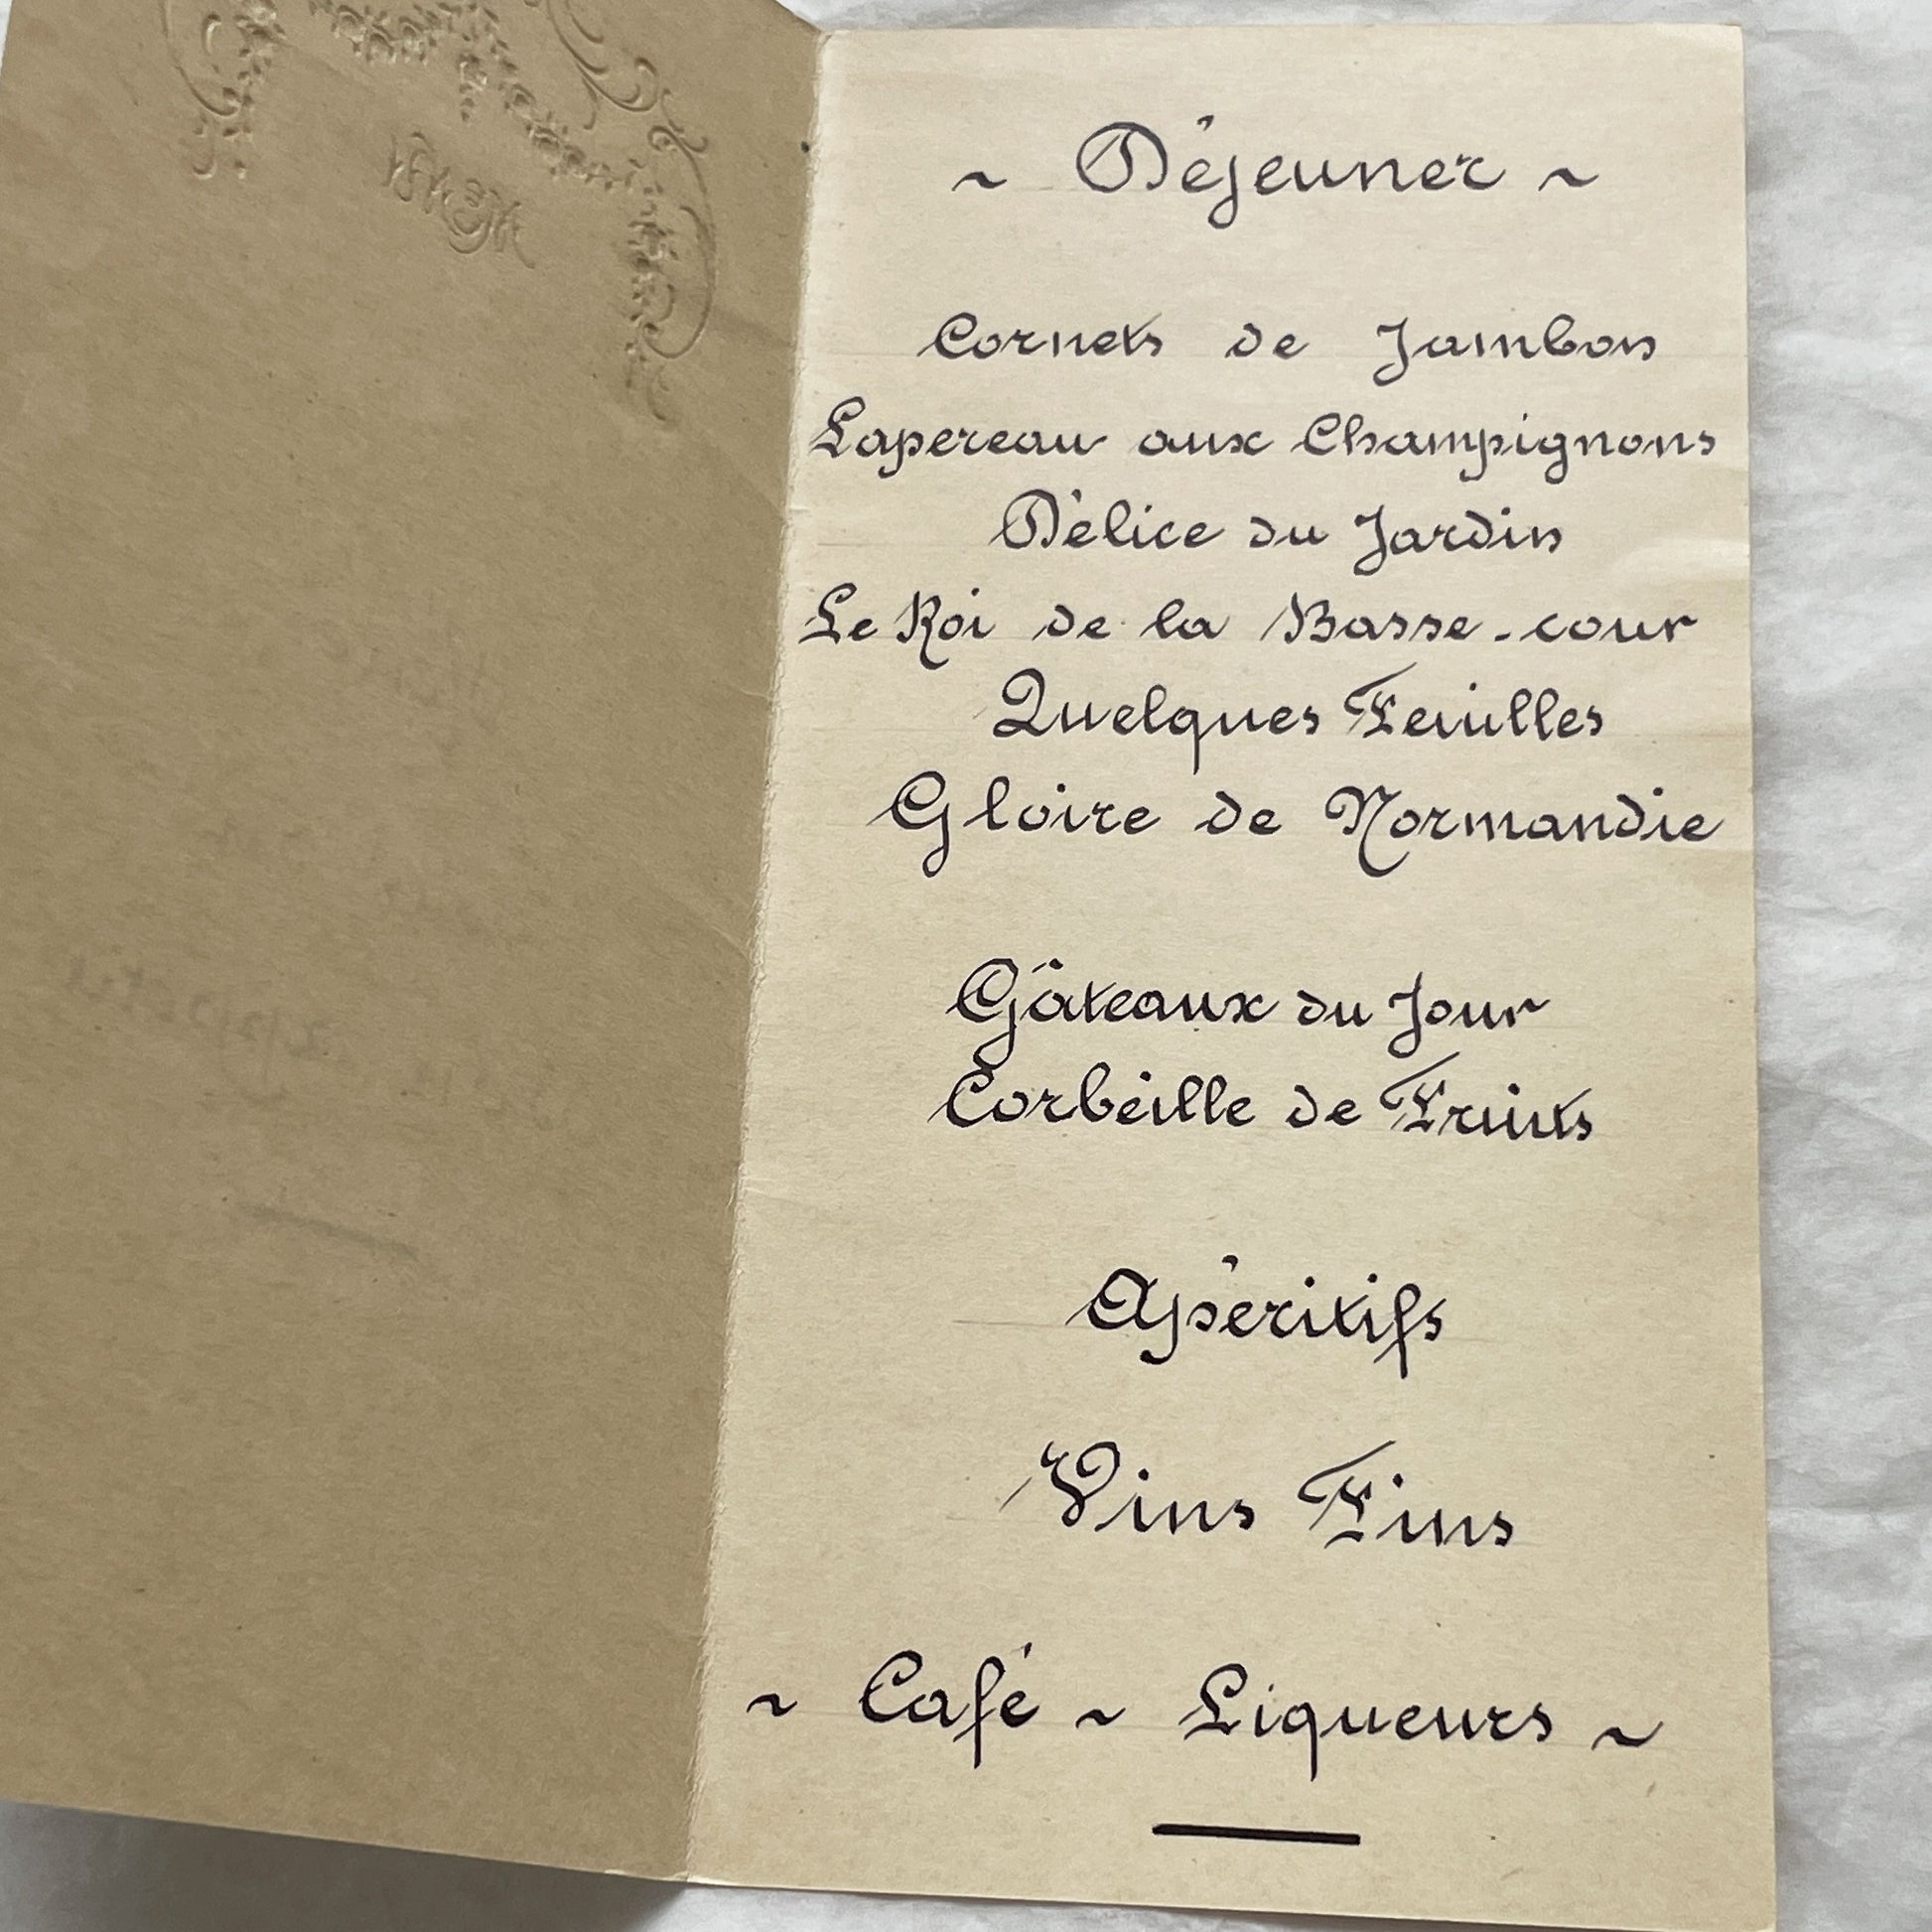 ~ Déjeuner ~
Cornets de Jambon
Lapereau aux Champignons
Délice du Jardin
Le Roi de la Basse-cour
Quelques Feuilles
Gloire de Normandie
Gâteaux du Jour
Corbeille de Fruits
Apéritifs
Vins Fins
~ Café ~ Liqueurs ~